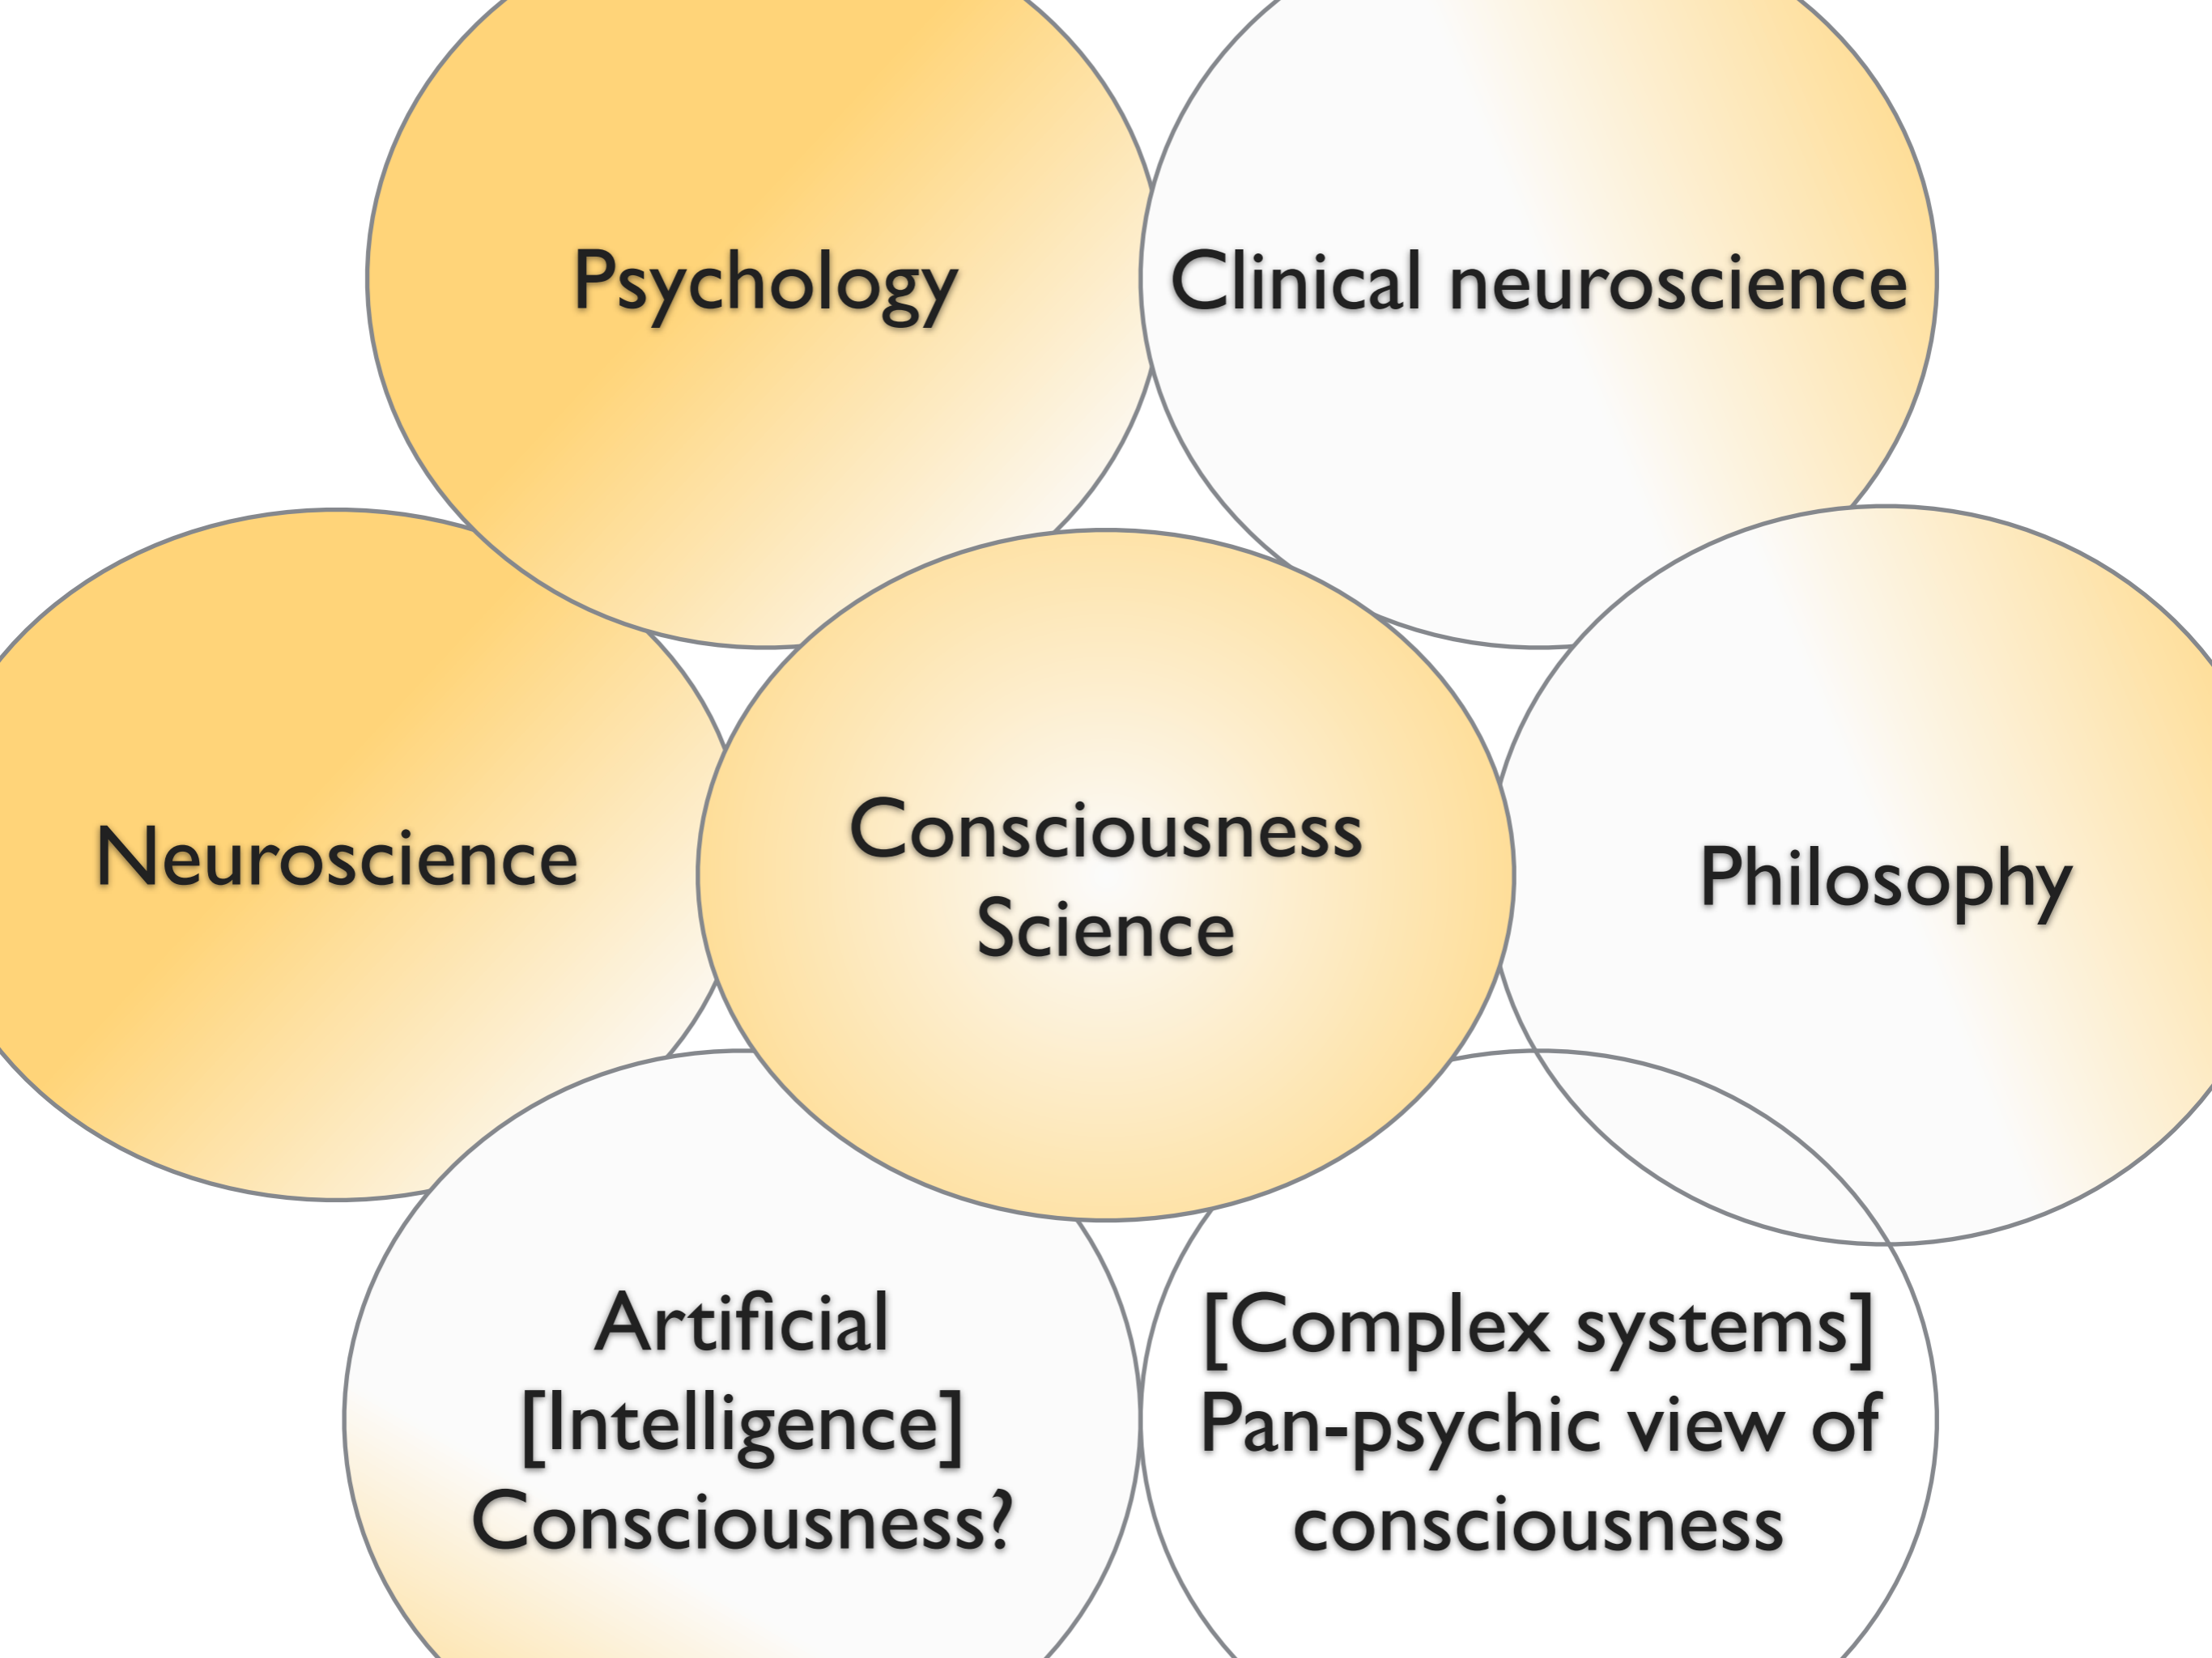 Psychology
Clinical neuroscience
Neuroscience
Consciousness
Science
Philosophy
Artificial
[Intelligence]
Consciousness?
[Complex systems]
Pan-psychic view of
consciousness